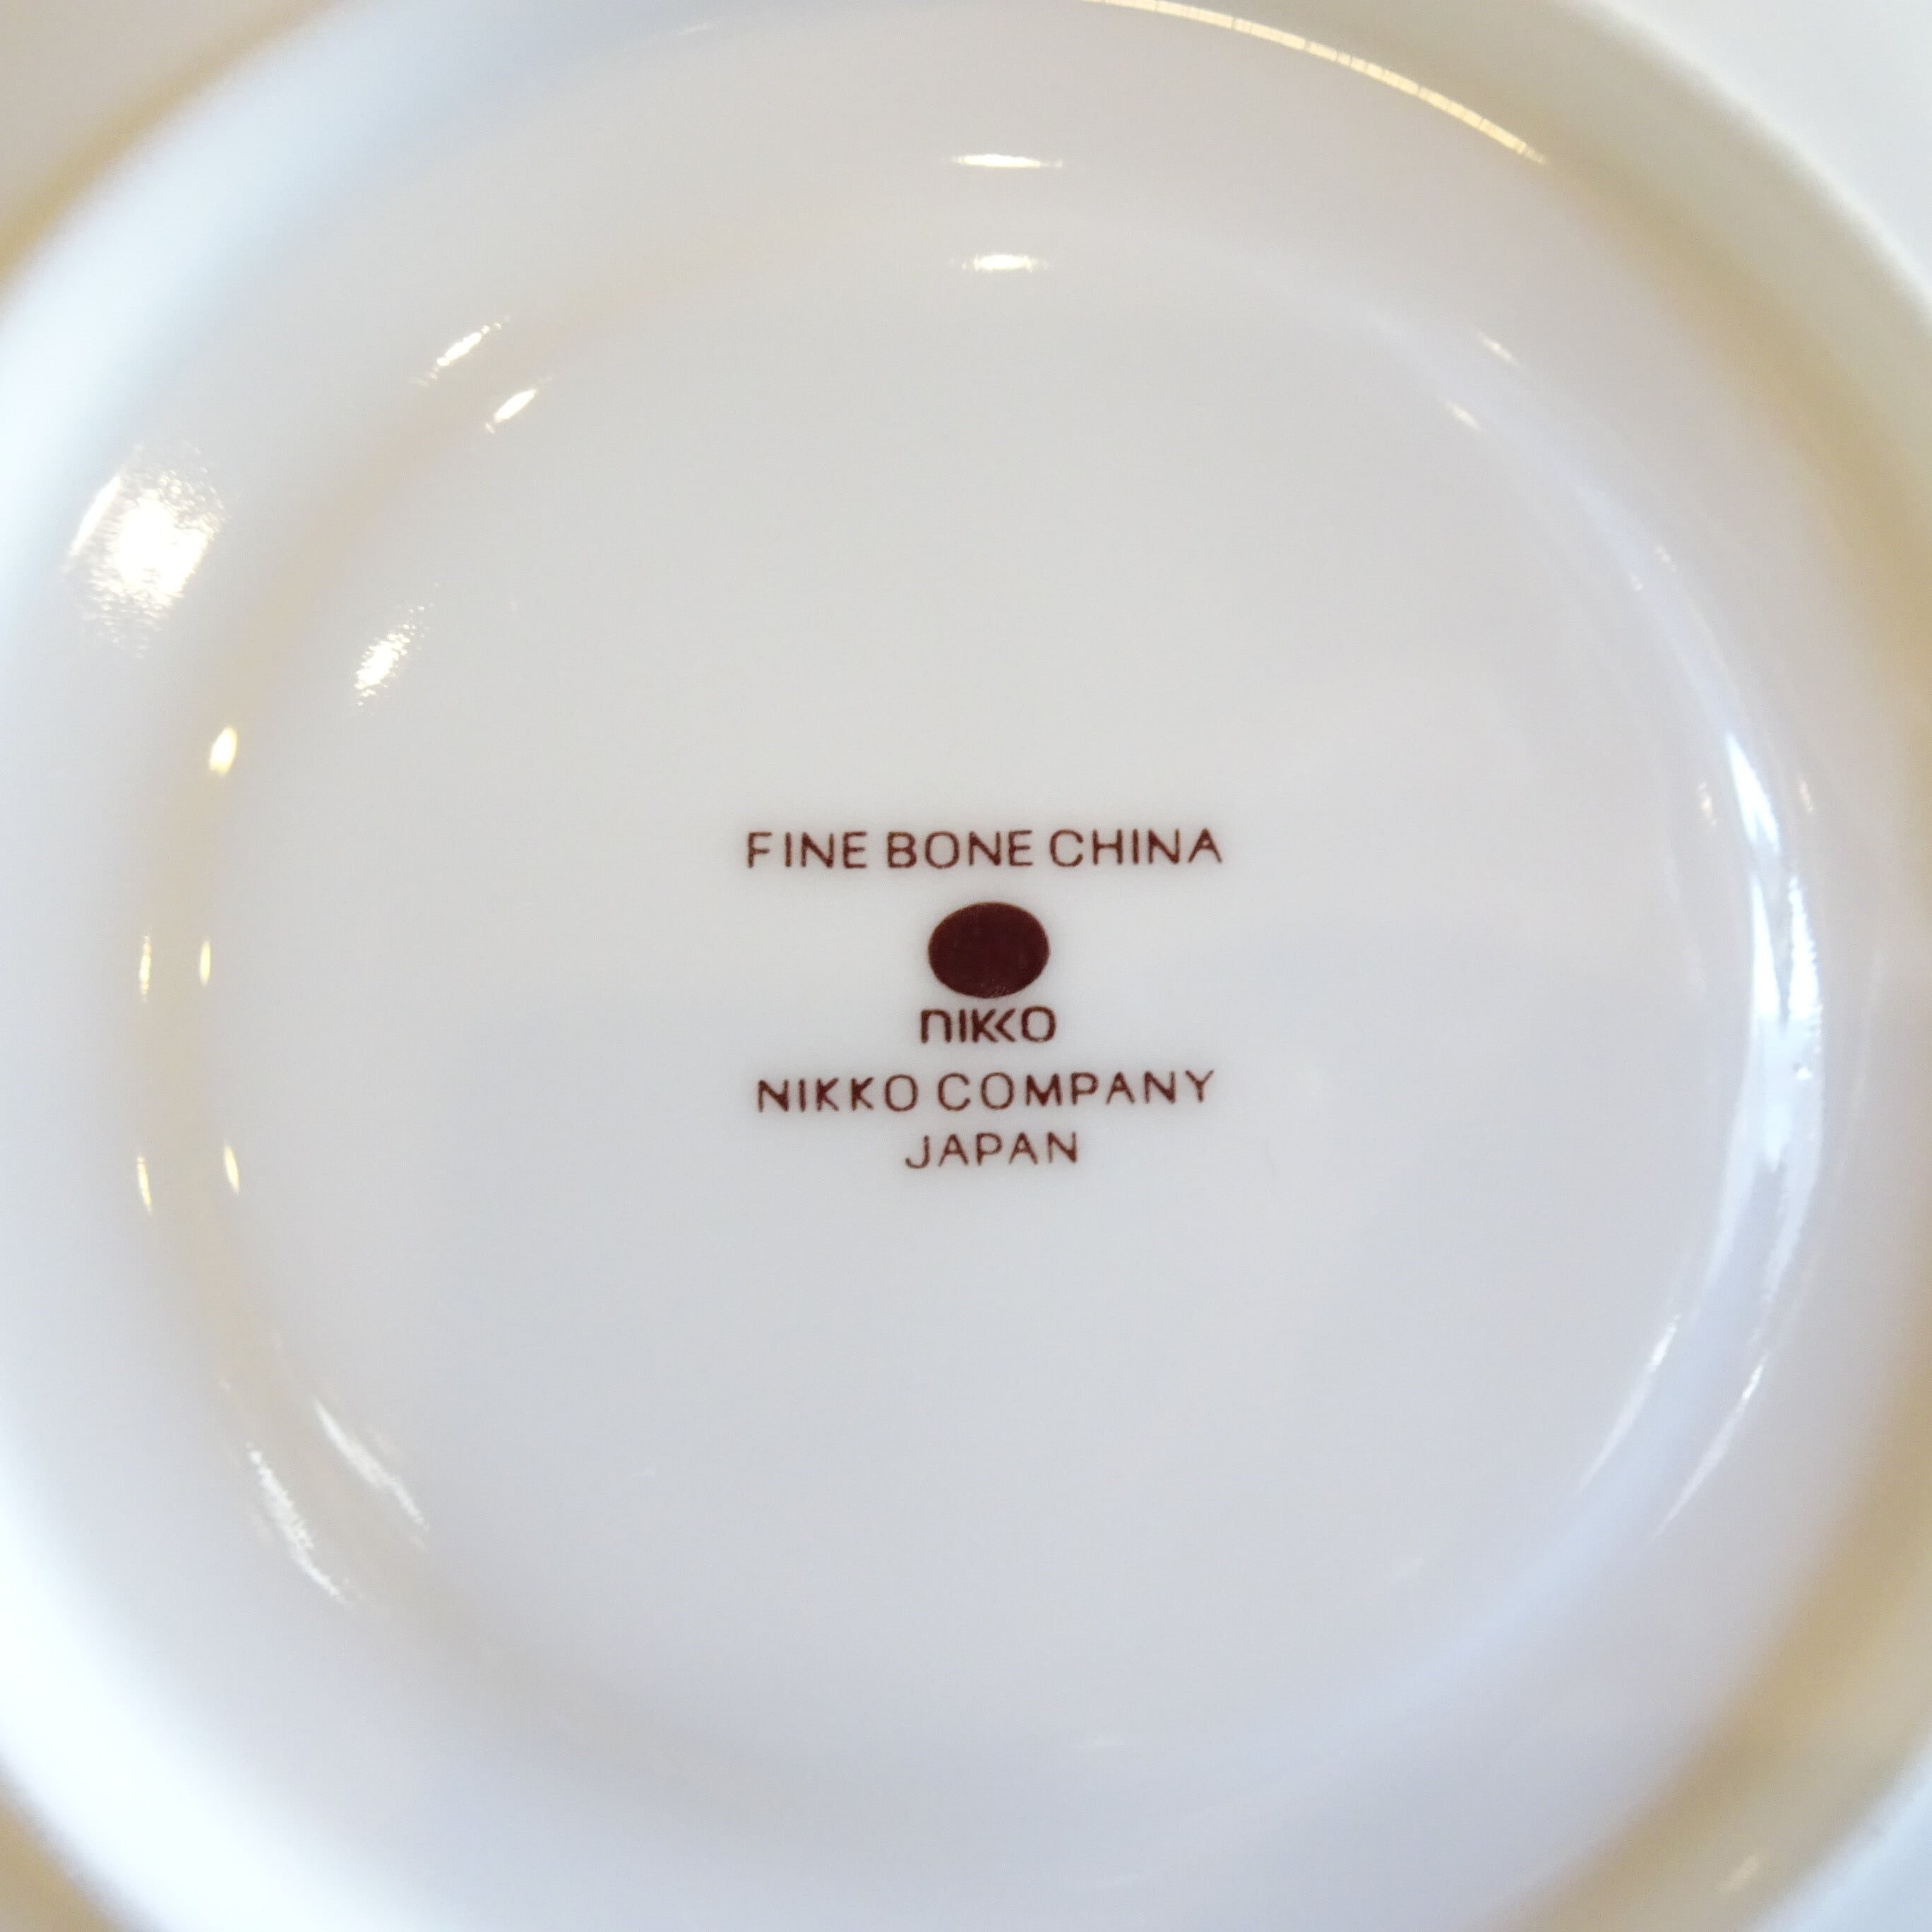 FINE BONE CHINA
nikko
NIKKO COMPANY
JAPAN